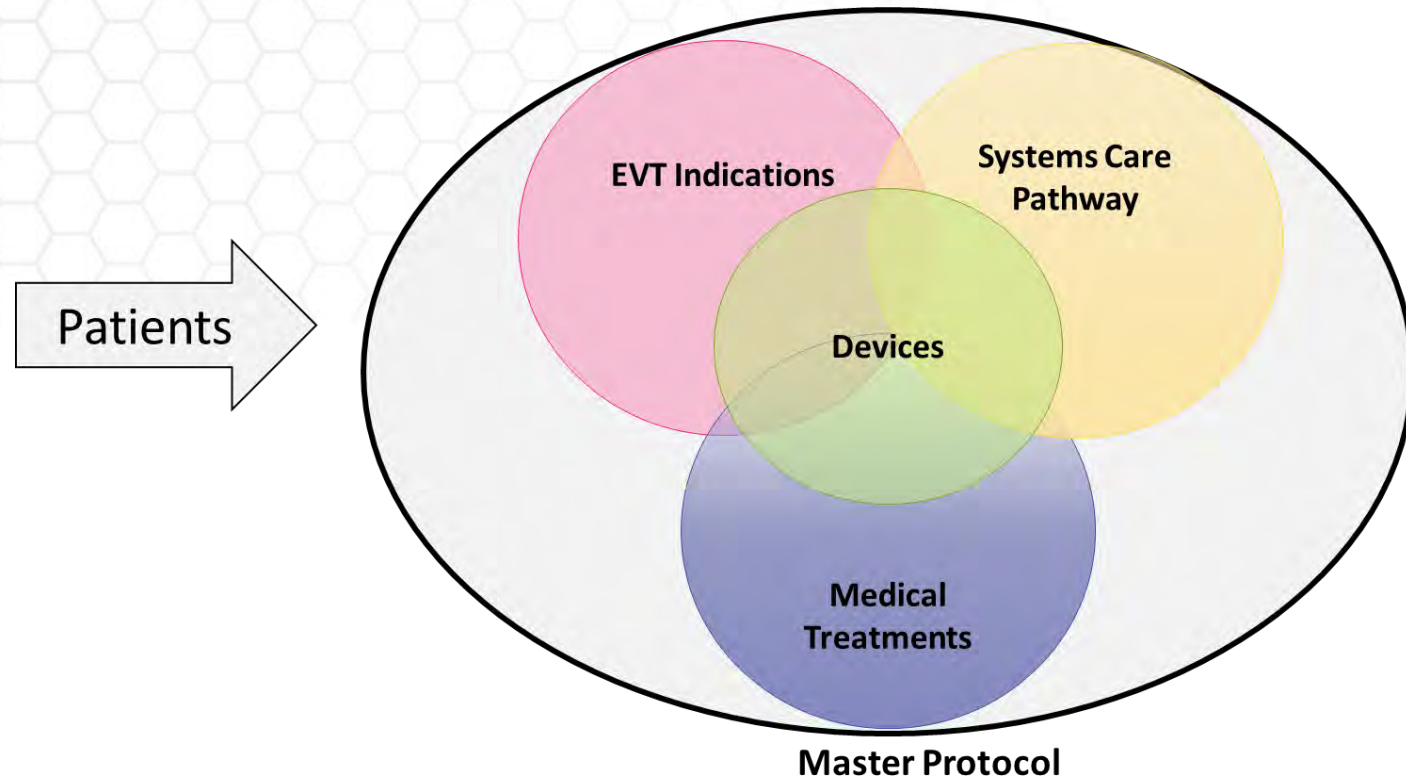 Patients
EVT Indications
Systems Care
Pathway
Devices
Medical
Treatments
Master Protocol